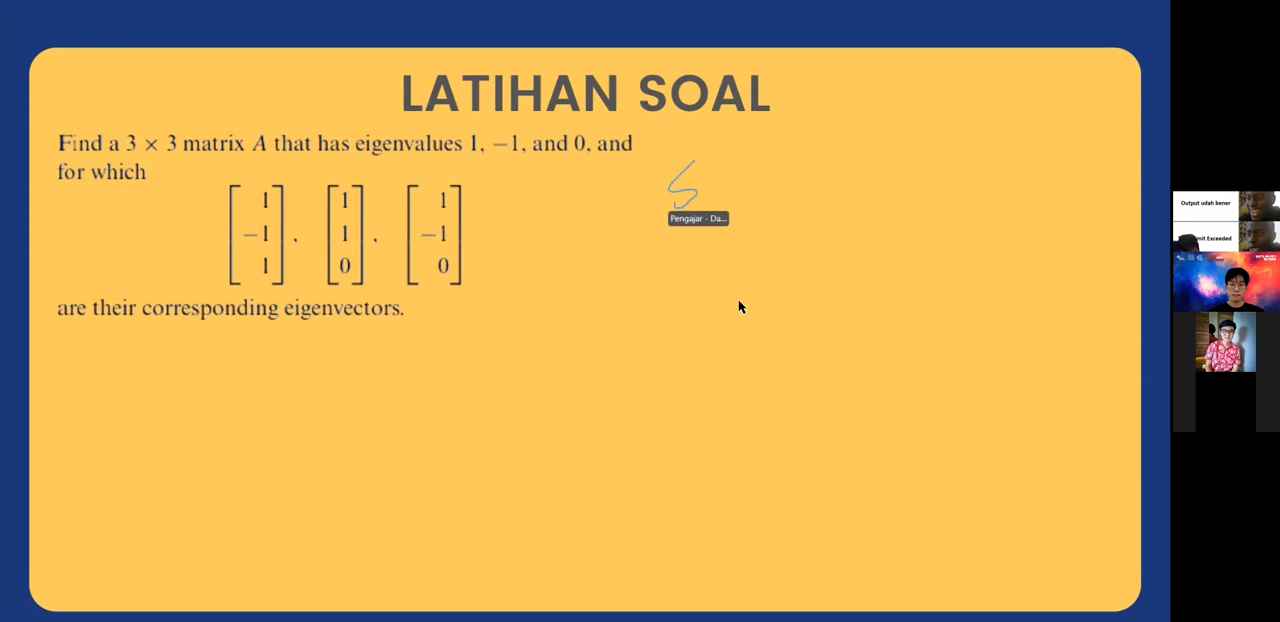 LATIHAN SOAL
Find a 3 × 3 matrix A that has eigenvalues 1, −1, and 0, and
for which
[1 −1 1], [1 1 0], [1 −1 0]
are their corresponding eigenvectors.
S
Pengajar - Da...
Output udah bener
mit Exceeded